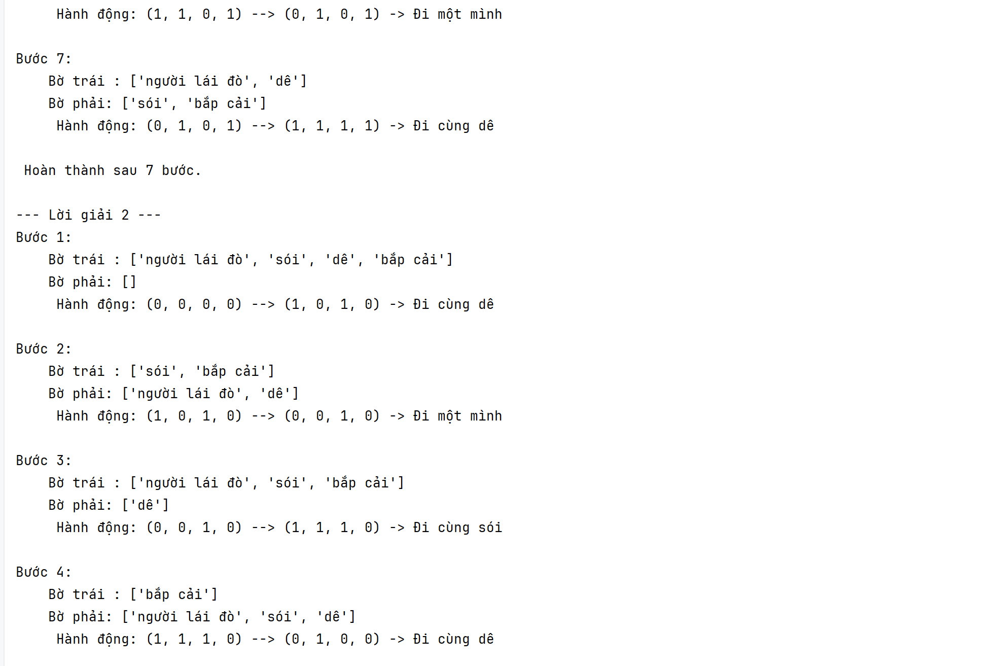 Hành động: (1, 1, 0, 1) --> (0, 1, 0, 1) -> Đi một mình
Bước 7:
Bờ trái : ['người lái đò', 'dê']
Bờ phải: ['sói', 'bắp cải']
Hành động: (0, 1, 0, 1) --> (1, 1, 1, 1) -> Đi cùng dê
Hoàn thành sau 7 bước.
--- Lời giải 2 ---
Bước 1:
Bờ trái : ['người lái đò', 'sói', 'dê', 'bắp cải']
Bờ phải: []
Hành động: (0, 0, 0, 0) --> (1, 0, 1, 0) -> Đi cùng dê
Bước 2:
Bờ trái : ['sói', 'bắp cải']
Bờ phải: ['người lái đò', 'dê']
Hành động: (1, 0, 1, 0) --> (0, 0, 1, 0) -> Đi một mình
Bước 3:
Bờ trái : ['người lái đò', 'sói', 'bắp cải']
Bờ phải: ['dê']
Hành động: (0, 0, 1, 0) --> (1, 1, 1, 0) -> Đi cùng sói
Bước 4:
Bờ trái : ['bắp cải']
Bờ phải: ['người lái đò', 'sói', 'dê']
Hành động: (1, 1, 1, 0) --> (0, 1, 0, 0) -> Đi cùng dê